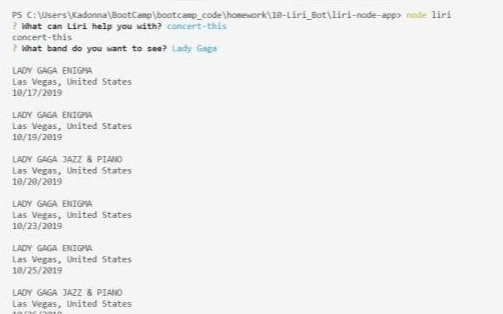 PS C:\Users\Kadonna\BootCamp\bootcamp_code\homework\10-Liri_Bot\liri-node-app> node liri
? What can Liri help you with? concert-this
concert-this
? What band do you want to see? Lady Gaga
LADY GAGA ENIGMA
Las Vegas, United States
10/17/2019
LADY GAGA ENIGMA
Las Vegas, United States
10/19/2019
LADY GAGA JAZZ & PIANO
Las Vegas, United States
10/20/2019
LADY GAGA ENIGMA
Las Vegas, United States
10/23/2019
LADY GAGA ENIGMA
Las Vegas, United States
10/25/2019
LADY GAGA JAZZ & PIANO
Las Vegas, United States